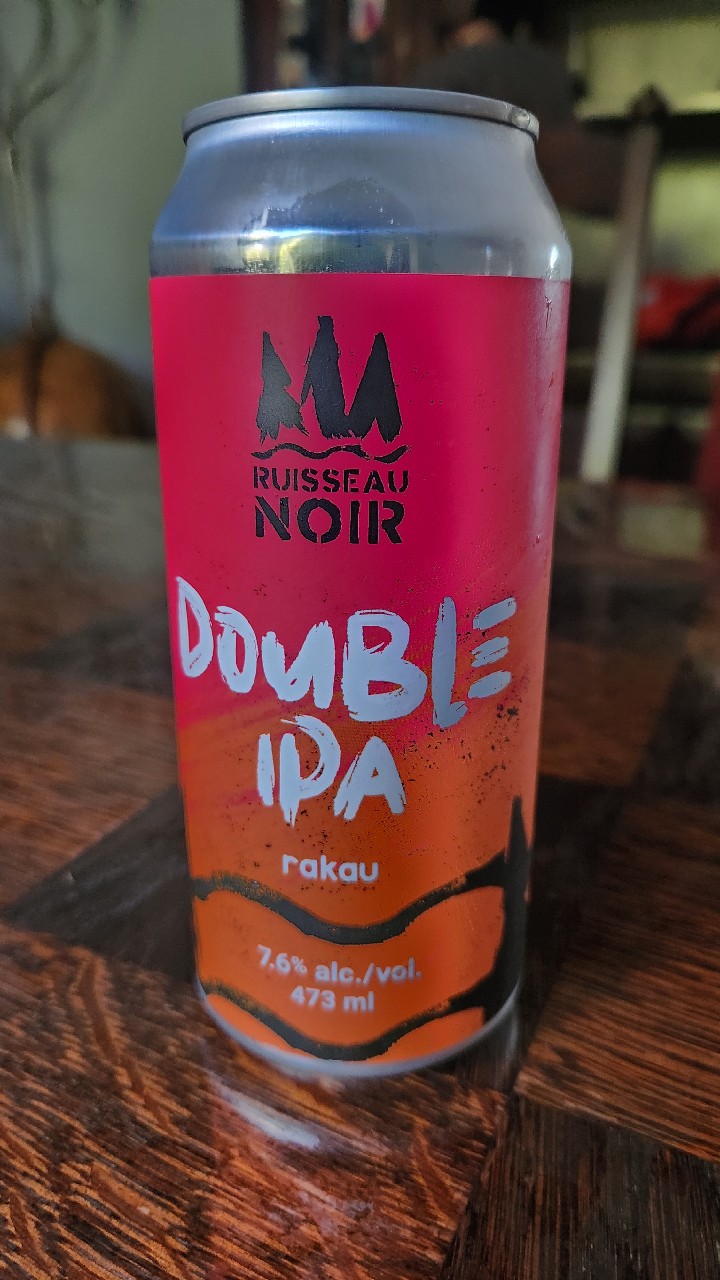 RUISSEAU
NOIR
DOUBLE
IPA
rakau
7.6% alc./vol.
473 ml